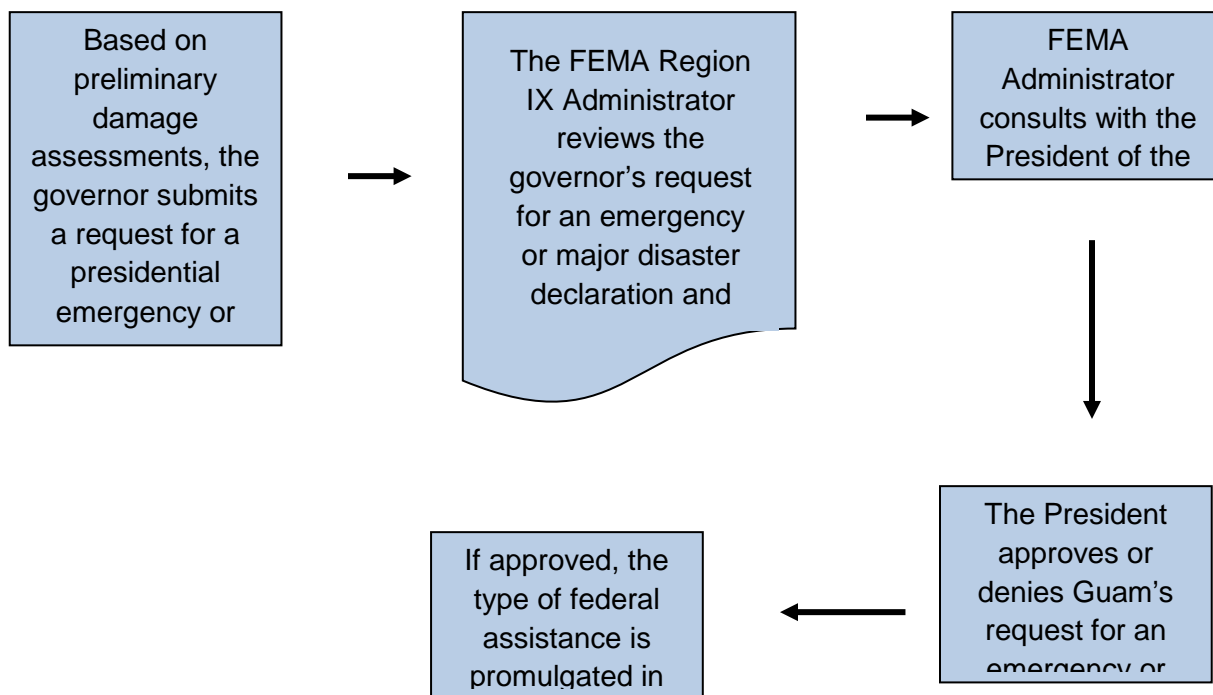 Based on
preliminary
damage
assessments, the
governor submits
a request for a
presidential
emergency or
The FEMA Region
IX Administrator
reviews the
governor’s request
for an emergency
or major disaster
declaration and
FEMA
Administrator
consults with the
President of the
The President
approves or
denies Guam’s
request for an
emergency or
If approved, the
type of federal
assistance is
promulgated in